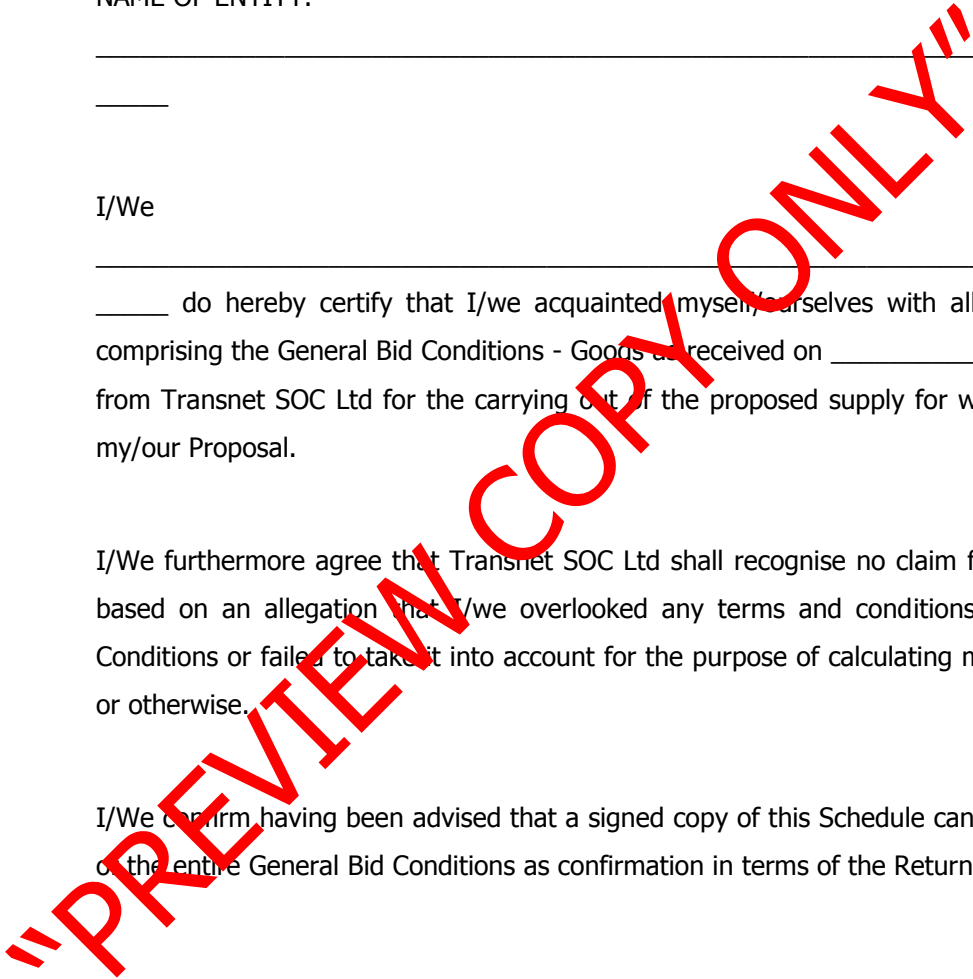 NAME OF ENTITY:
_____
I/We
_____ do hereby certify that I/we acquainted myself/ourselves with all
comprising the General Bid Conditions - Goods as received on ___________
from Transnet SOC Ltd for the carrying out of the proposed supply for w
my/our Proposal.
I/We furthermore agree that Transnet SOC Ltd shall recognise no claim f
based on an allegation that I/we overlooked any terms and conditions
Conditions or failed to take it into account for the purpose of calculating m
or otherwise.
I/We confirm having been advised that a signed copy of this Schedule can
of the entire General Bid Conditions as confirmation in terms of the Return
“PREVIEW COPY ONLY”